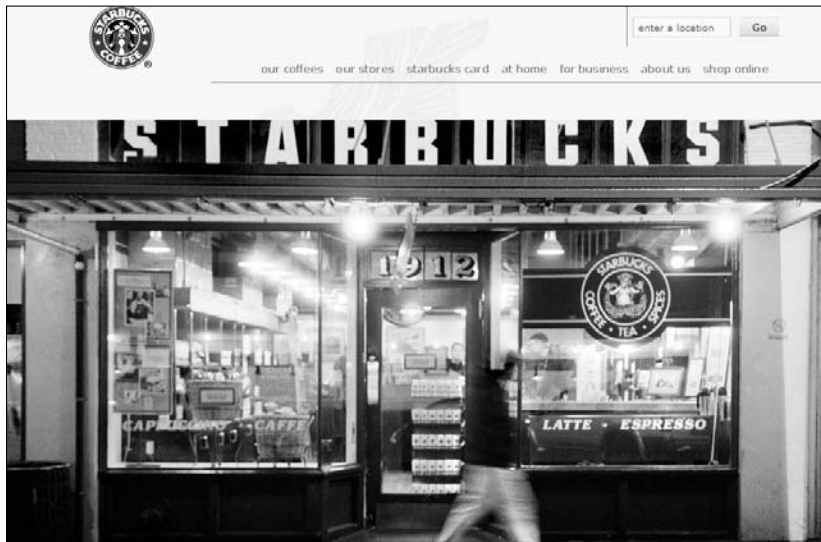 STARBUCKS
COFFEE
®
enter a location Go
our coffees our stores starbucks card at home for business about us shop online
STARBUCKS
1912
STARBUCKS
COFFEE · TEA · SPICES
CAPPUCCINO · CAFFE
LATTE · ESPRESSO